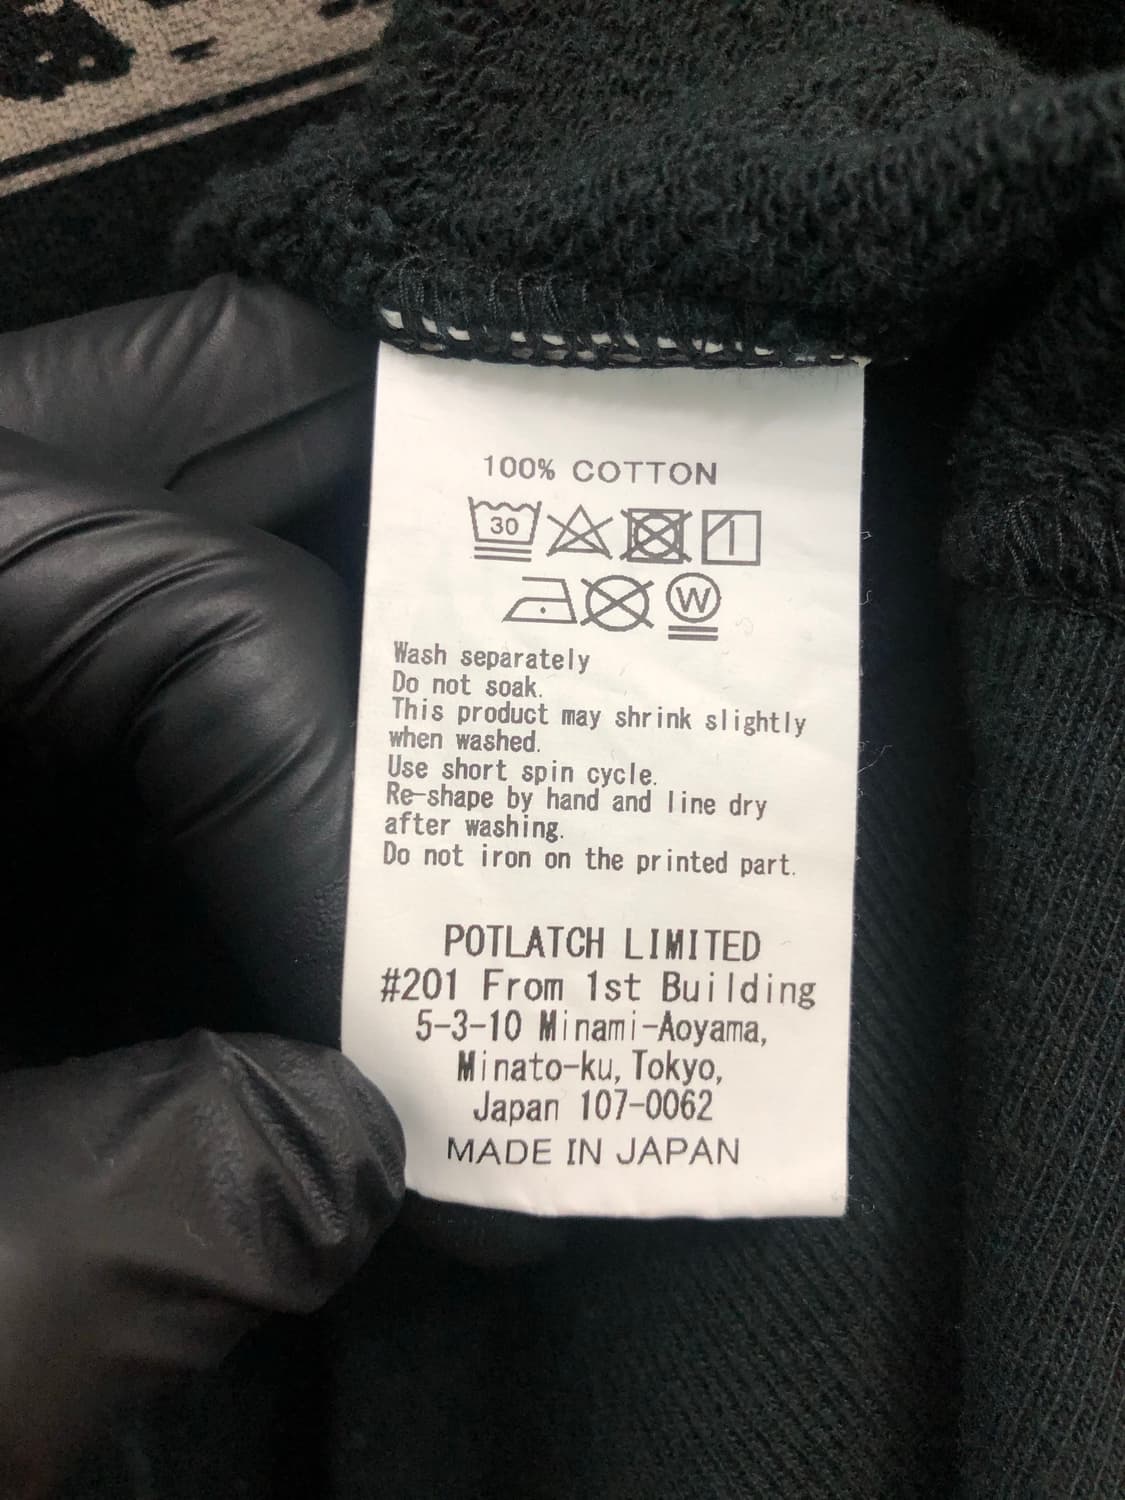 100% COTTON
30
W
Wash separately
Do not soak.
This product may shrink slightly
when washed.
Use short spin cycle.
Re-shape by hand and line dry
after washing.
Do not iron on the printed part.
POTLATCH LIMITED
#201 From 1st Building
5-3-10 Minami-Aoyama,
Minato-ku, Tokyo,
Japan 107-0062
MADE IN JAPAN